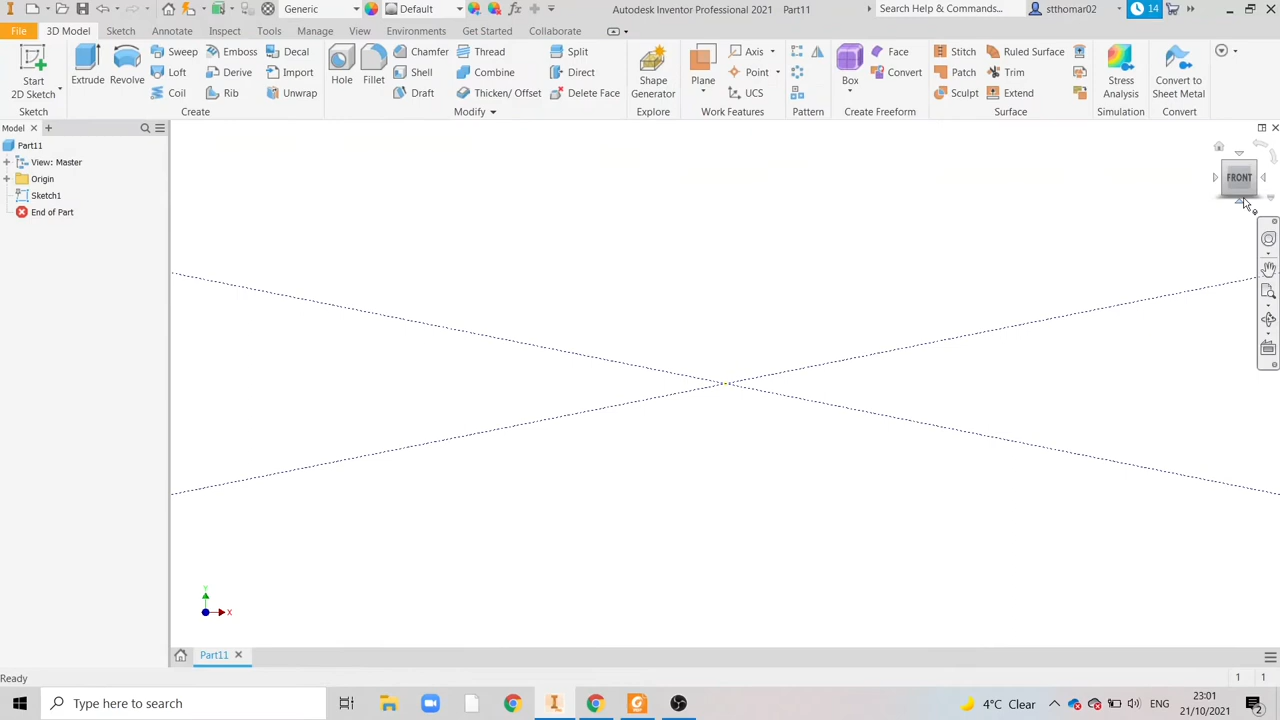 Generic Default Autodesk Inventor Professional 2021 Part11 Search Help & Commands... stthomar02 14
File 3D Model Sketch Annotate Inspect Tools Manage View Environments Get Started Collaborate
Start 2D Sketch Extrude Revolve Sweep Emboss Decal Hole Fillet Chamfer Thread Split Shape Generator Plane Axis Box Face Stitch Ruled Surface Stress Analysis Convert to Sheet Metal
Loft Derive Import Shell Combine Direct Point Convert Patch Trim
Coil Rib Unwrap Draft Thicken/ Offset Delete Face UCS Sculpt Extend
Sketch Create Modify Explore Work Features Pattern Create Freeform Surface Simulation Convert
Model
Part11
View: Master
Origin
Sketch1
End of Part
FRONT
Y
X
Part11
Ready 1 1
Type here to search 4°C Clear ENG 23:01
21/10/2021 2